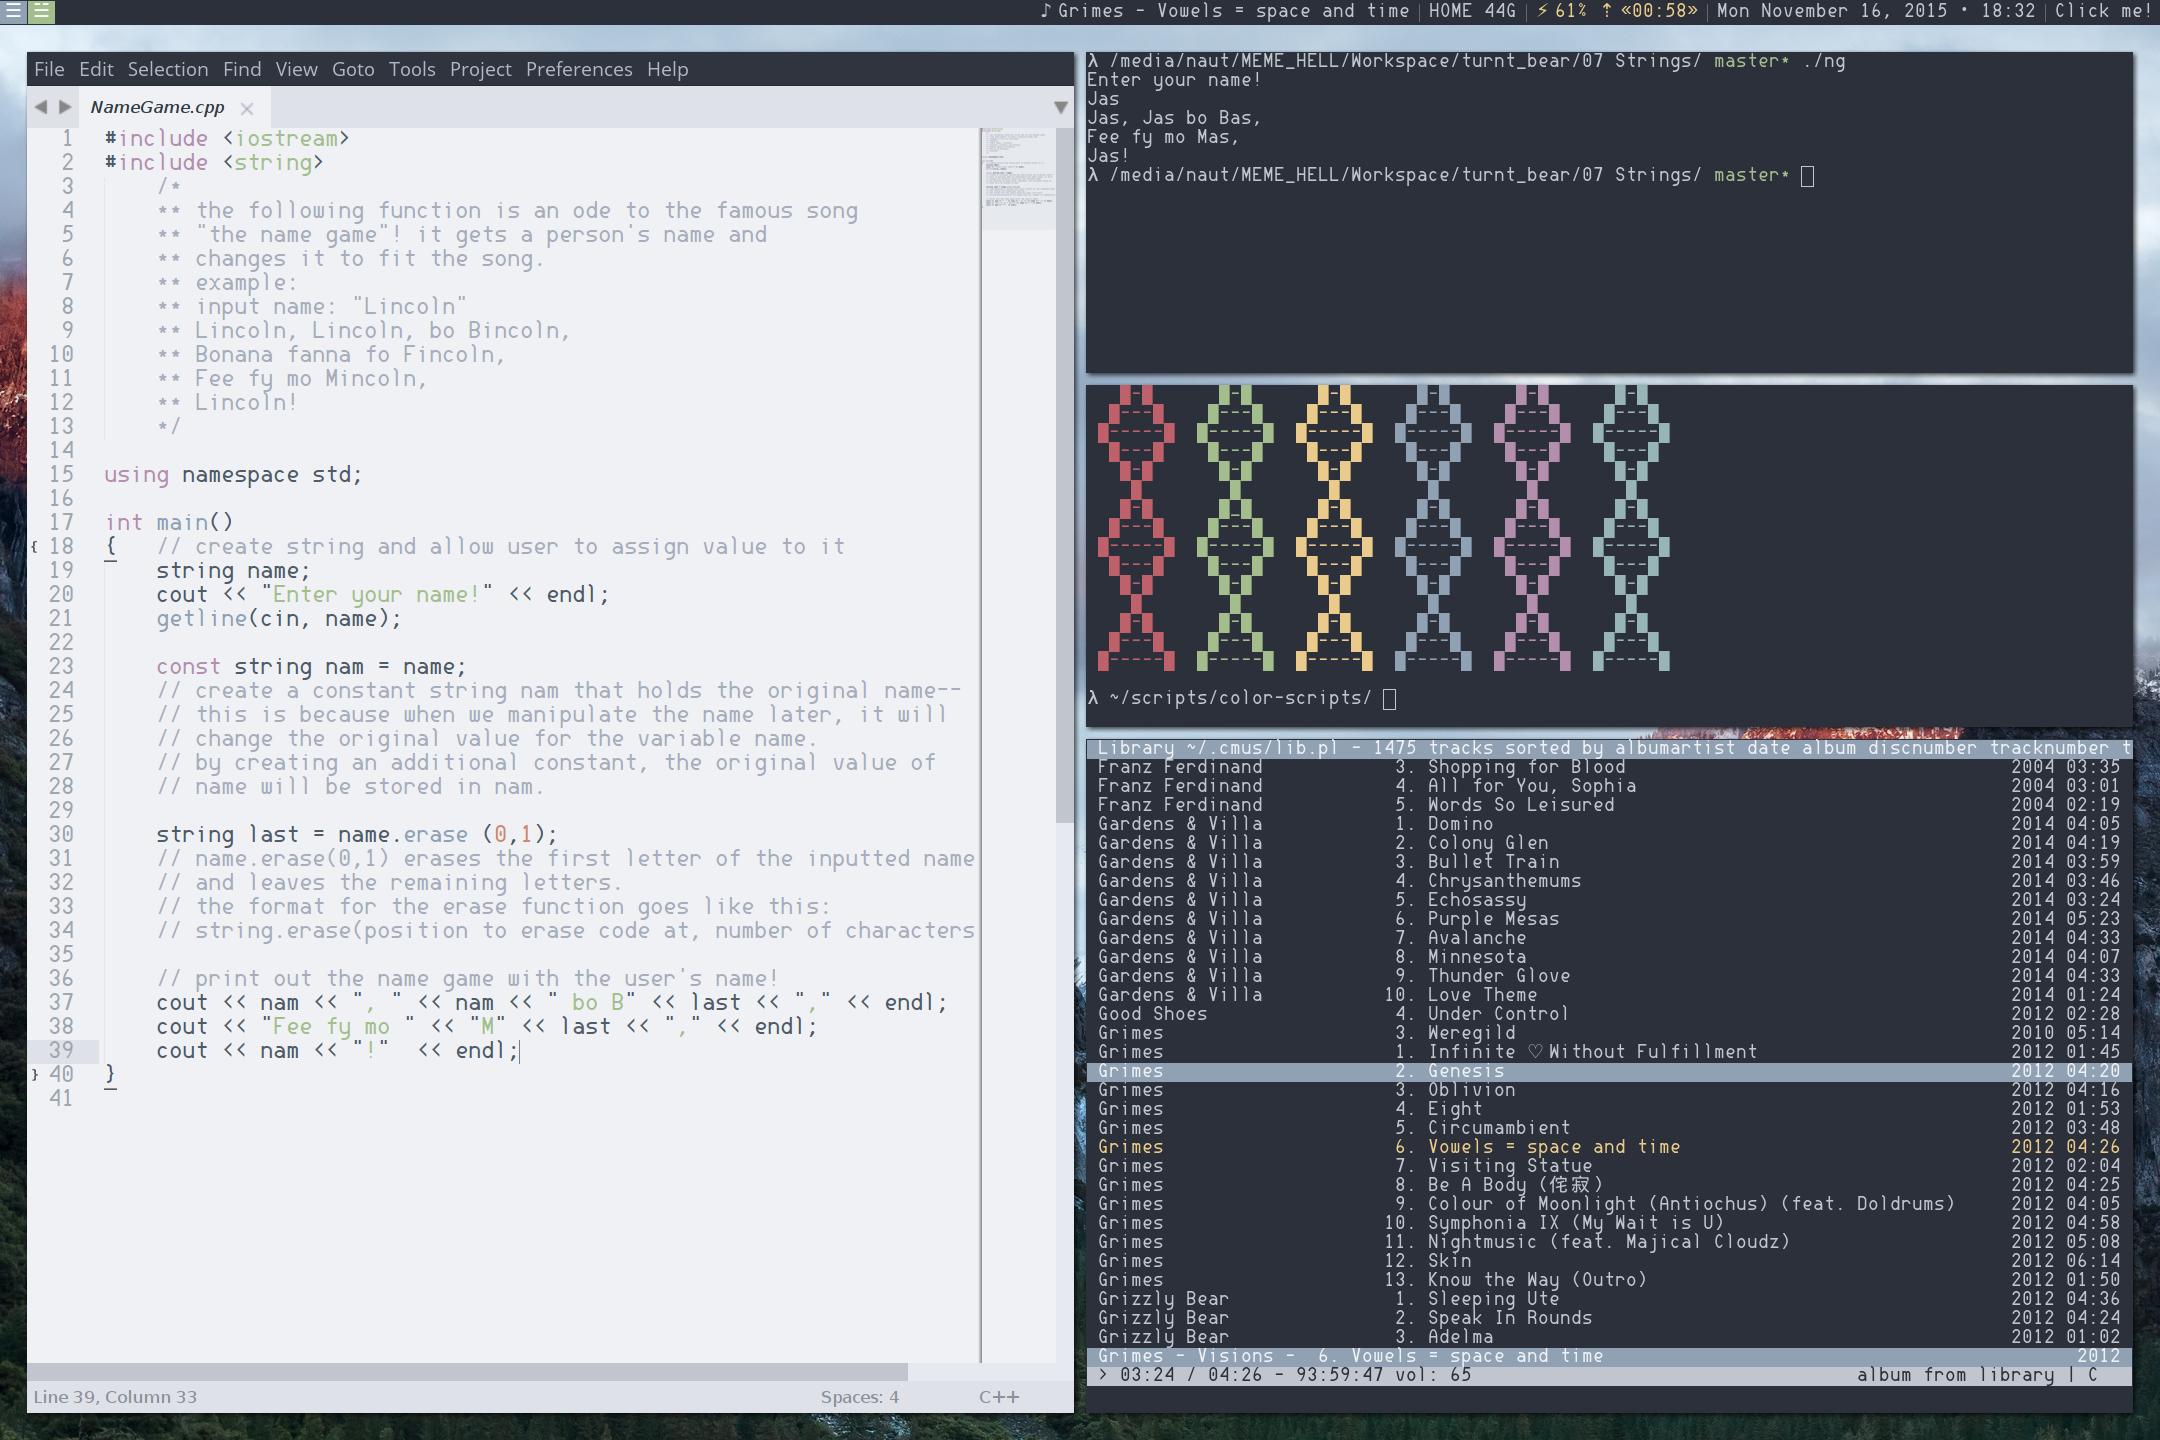 ♪ Grimes - Vowels = space and time | HOME 44G | ⚡ 61% ⇡ «00:58» | Mon November 16, 2015 • 18:32 | Click me!
File Edit Selection Find View Goto Tools Project Preferences Help
NameGame.cpp
1 #include <iostream>
2 #include <string>
3 /*
4 ** the following function is an ode to the famous song
5 ** "the name game"! it gets a person's name and
6 ** changes it to fit the song.
7 ** example:
8 ** input name: "Lincoln"
9 ** Lincoln, Lincoln, bo Bincoln,
10 ** Bonana fanna fo Fincoln,
11 ** Fee fy mo Mincoln,
12 ** Lincoln!
13 */
14
15 using namespace std;
16
17 int main()
18 { // create string and allow user to assign value to it
19 string name;
20 cout << "Enter your name!" << endl;
21 getline(cin, name);
22
23 const string nam = name;
24 // create a constant string nam that holds the original name--
25 // this is because when we manipulate the name later, it will
26 // change the original value for the variable name.
27 // by creating an additional constant, the original value of
28 // name will be stored in nam.
29
30 string last = name.erase (0,1);
31 // name.erase(0,1) erases the first letter of the inputted name
32 // and leaves the remaining letters.
33 // the format for the erase function goes like this:
34 // string.erase(position to erase code at, number of characters
35
36 // print out the name game with the user's name!
37 cout << nam << ", " << nam << " bo B" << last << "," << endl;
38 cout << "Fee fy mo " << "M" << last << "," << endl;
39 cout << nam << "!"  << endl;
40 }
41
Line 39, Column 33 Spaces: 4 C++
λ /media/naut/MEME_HELL/Workspace/turnt_bear/07 Strings/ master* ./ng
Enter your name!
Jas
Jas, Jas bo Bas,
Fee fy mo Mas,
Jas!
λ /media/naut/MEME_HELL/Workspace/turnt_bear/07 Strings/ master*
λ ~/scripts/color-scripts/
Library ~/.cmus/lib.pl - 1475 tracks sorted by albumartist date album discnumber tracknumber t
Franz Ferdinand 3. Shopping for Blood 2004 03:35
Franz Ferdinand 4. All for You, Sophia 2004 03:01
Franz Ferdinand 5. Words So Leisured 2004 02:19
Gardens & Villa 1. Domino 2014 04:05
Gardens & Villa 2. Colony Glen 2014 04:19
Gardens & Villa 3. Bullet Train 2014 03:59
Gardens & Villa 4. Chrysanthemums 2014 03:46
Gardens & Villa 5. Echosassy 2014 03:24
Gardens & Villa 6. Purple Mesas 2014 05:23
Gardens & Villa 7. Avalanche 2014 04:33
Gardens & Villa 8. Minnesota 2014 04:07
Gardens & Villa 9. Thunder Glove 2014 04:33
Gardens & Villa 10. Love Theme 2014 01:24
Good Shoes 4. Under Control 2012 02:28
Grimes 3. Weregild 2010 05:14
Grimes 1. Infinite ♡ Without Fulfillment 2012 01:45
Grimes 2. Genesis 2012 04:20
Grimes 3. Oblivion 2012 04:16
Grimes 4. Eight 2012 01:53
Grimes 5. Circumambient 2012 03:48
Grimes 6. Vowels = space and time 2012 04:26
Grimes 7. Visiting Statue 2012 02:04
Grimes 8. Be A Body (侘寂) 2012 04:25
Grimes 9. Colour of Moonlight (Antiochus) (feat. Doldrums) 2012 04:05
Grimes 10. Symphonia IX (My Wait is U) 2012 04:58
Grimes 11. Nightmusic (feat. Majical Cloudz) 2012 05:08
Grimes 12. Skin 2012 06:14
Grimes 13. Know the Way (Outro) 2012 01:50
Grizzly Bear 1. Sleeping Ute 2012 04:36
Grizzly Bear 2. Speak In Rounds 2012 04:24
Grizzly Bear 3. Adelma 2012 01:02
Grimes - Visions -  6. Vowels = space and time 2012
> 03:24 / 04:26 - 93:59:47 vol: 65 album from library | C